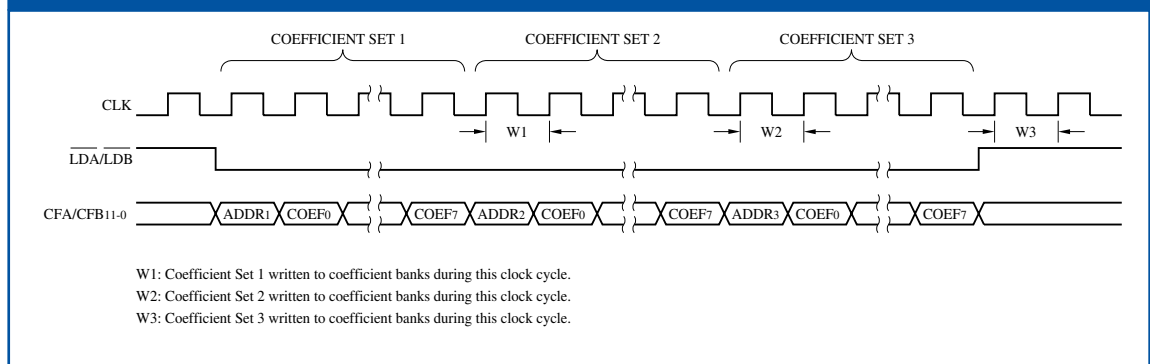 COEFFICIENT SET 1 COEFFICIENT SET 2 COEFFICIENT SET 3
CLK
W1 W2 W3
LDA/LDB
CFA/CFB11-0 ADDR1 COEF0 COEF7 ADDR2 COEF0 COEF7 ADDR3 COEF0 COEF7
W1: Coefficient Set 1 written to coefficient banks during this clock cycle.
W2: Coefficient Set 2 written to coefficient banks during this clock cycle.
W3: Coefficient Set 3 written to coefficient banks during this clock cycle.